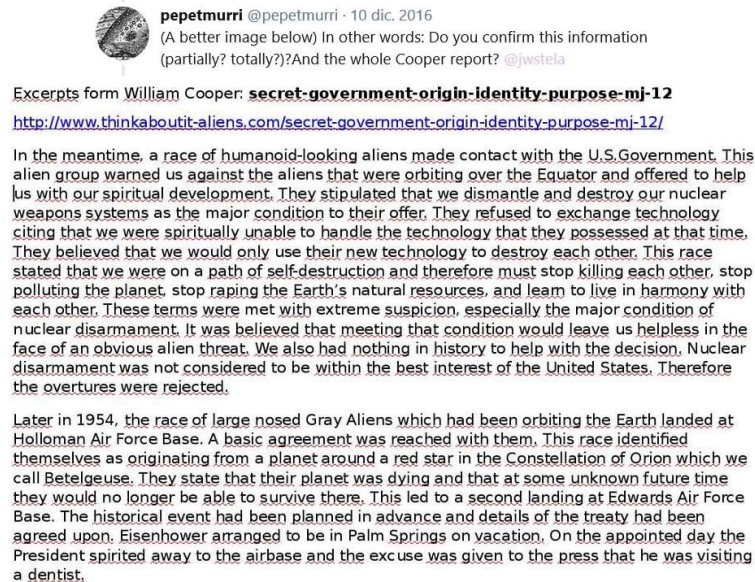 pepetmurri @pepetmurri · 10 dic. 2016
(A better image below) In other words: Do you confirm this information
(partially? totally?)?And the whole Cooper report? @jwstela
Excerpts form William Cooper: secret-government-origin-identity-purpose-mj-12
http://www.thinkaboutit-aliens.com/secret-government-origin-identity-purpose-mj-12/
In the meantime, a race of humanoid-looking aliens made contact with the U.S.Government. This
alien group warned us against the aliens that were orbiting over the Equator and offered to help
us with our spiritual development. They stipulated that we dismantle and destroy our nuclear
weapons systems as the major condition to their offer. They refused to exchange technology
citing that we were spiritually unable to handle the technology that they possessed at that time.
They believed that we would only use their new technology to destroy each other. This race
stated that we were on a path of self-destruction and therefore must stop killing each other, stop
polluting the planet, stop raping the Earth's natural resources, and learn to live in harmony with
each other. These terms were met with extreme suspicion, especially the major condition of
nuclear disarmament. It was believed that meeting that condition would leave us helpless in the
face of an obvious alien threat. We also had nothing in history to help with the decision. Nuclear
disarmament was not considered to be within the best interest of the United States. Therefore
the overtures were rejected.
Later in 1954, the race of large nosed Gray Aliens which had been orbiting the Earth landed at
Holloman Air Force Base. A basic agreement was reached with them. This race identified
themselves as originating from a planet around a red star in the Constellation of Orion which we
call Betelgeuse. They state that their planet was dying and that at some unknown future time
they would no longer be able to survive there. This led to a second landing at Edwards Air Force
Base. The historical event had been planned in advance and details of the treaty had been
agreed upon. Eisenhower arranged to be in Palm Springs on vacation. On the appointed day the
President spirited away to the airbase and the excuse was given to the press that he was visiting
a dentist.